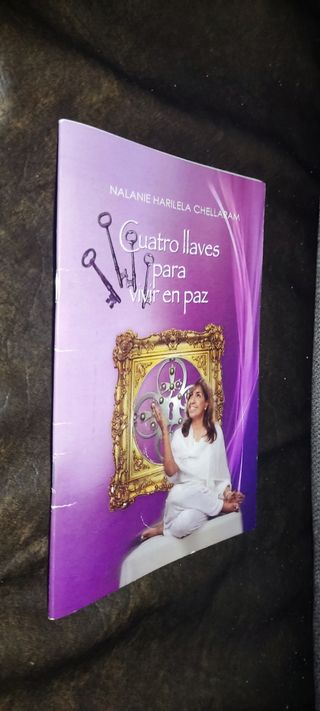 NALANIE HARILELA CHELLARAM
Cuatro llaves
para
vivir en paz